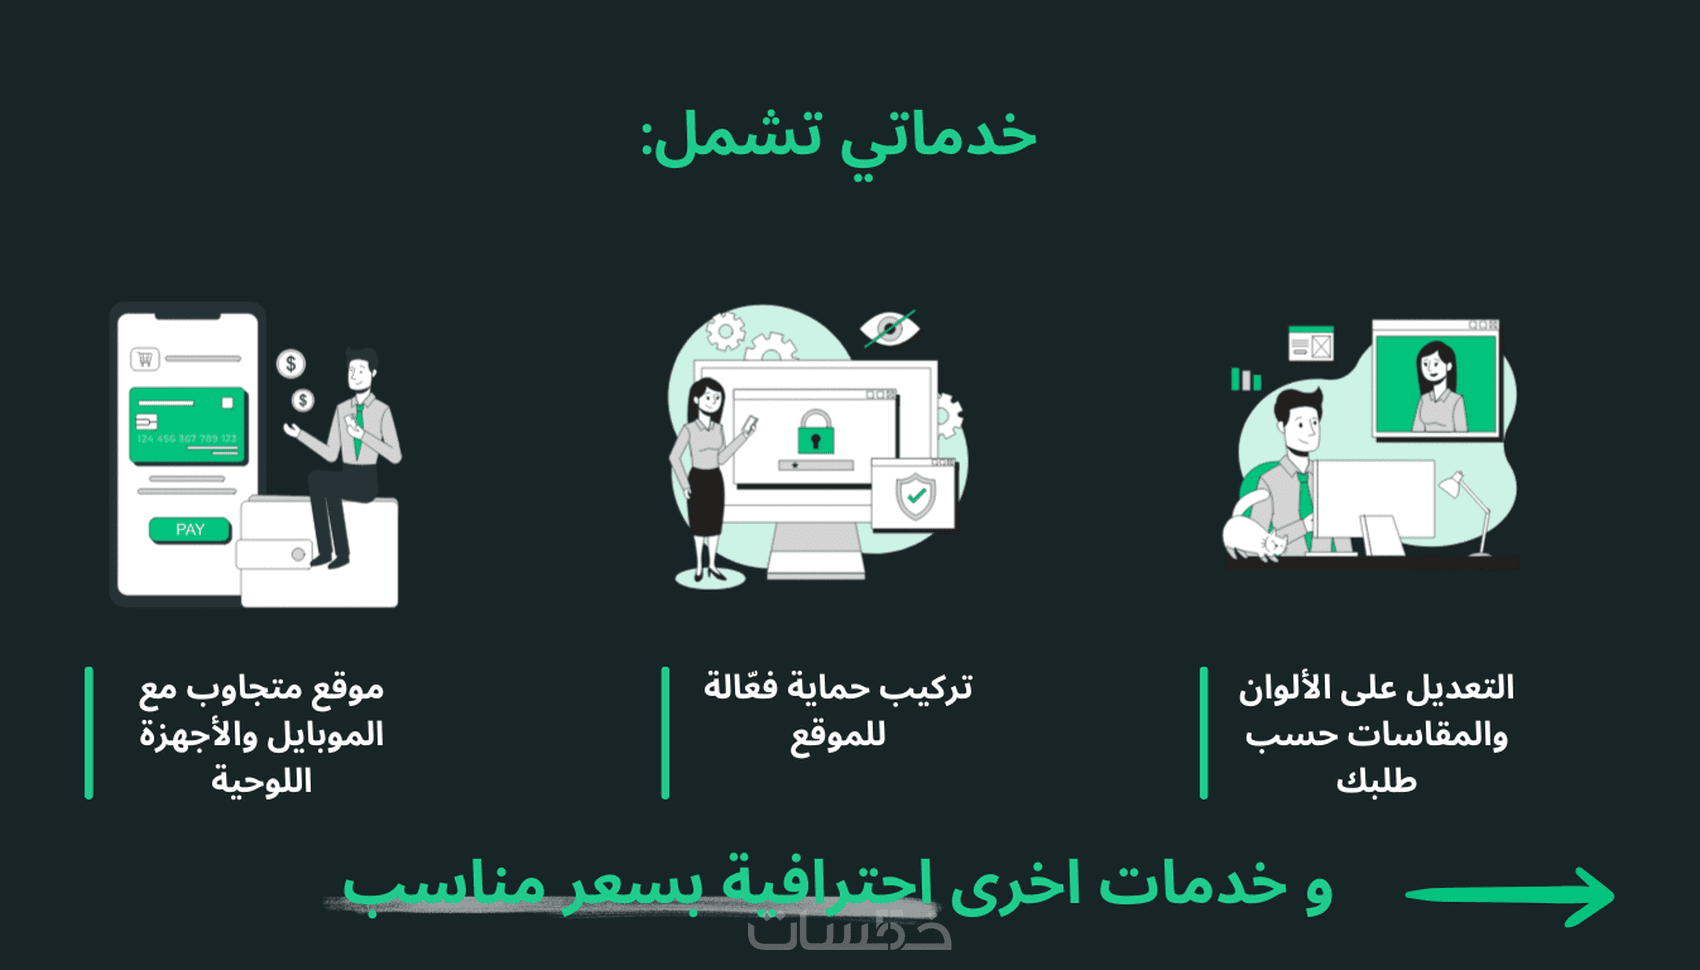 خدماتي تشمل:
التعديل على الألوان
والمقاسات حسب
طلبك
تركيب حماية فعّالة
للموقع
موقع متجاوب مع
الموبايل والأجهزة
اللوحية
$
$
124 456 367 789 123
PAY
و خدمات اخرى احترافية بسعر مناسب
خمسات